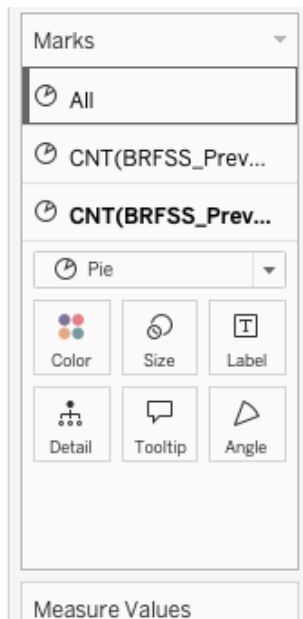 Marks
All
CNT(BRFSS_Prev...
CNT(BRFSS_Prev...
Pie
Color Size Label
Detail Tooltip Angle
Measure Values